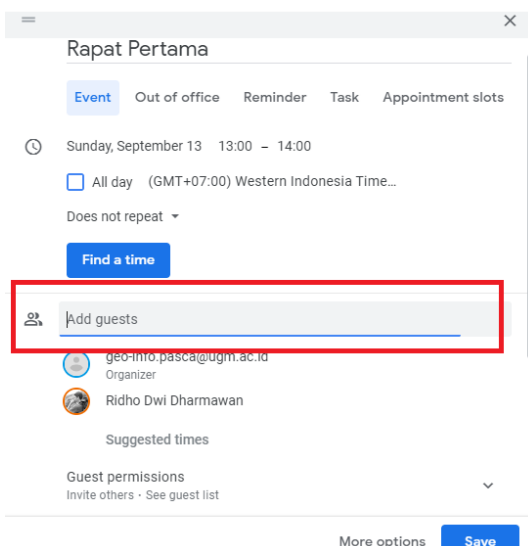 Rapat Pertama
Event Out of office Reminder Task Appointment slots
Sunday, September 13 13:00 – 14:00
All day (GMT+07:00) Western Indonesia Time...
Does not repeat
Find a time
Add guests
geo-info.pasca@ugm.ac.id
Organizer
Ridho Dwi Dharmawan
Suggested times
Guest permissions
Invite others · See guest list
More options Save